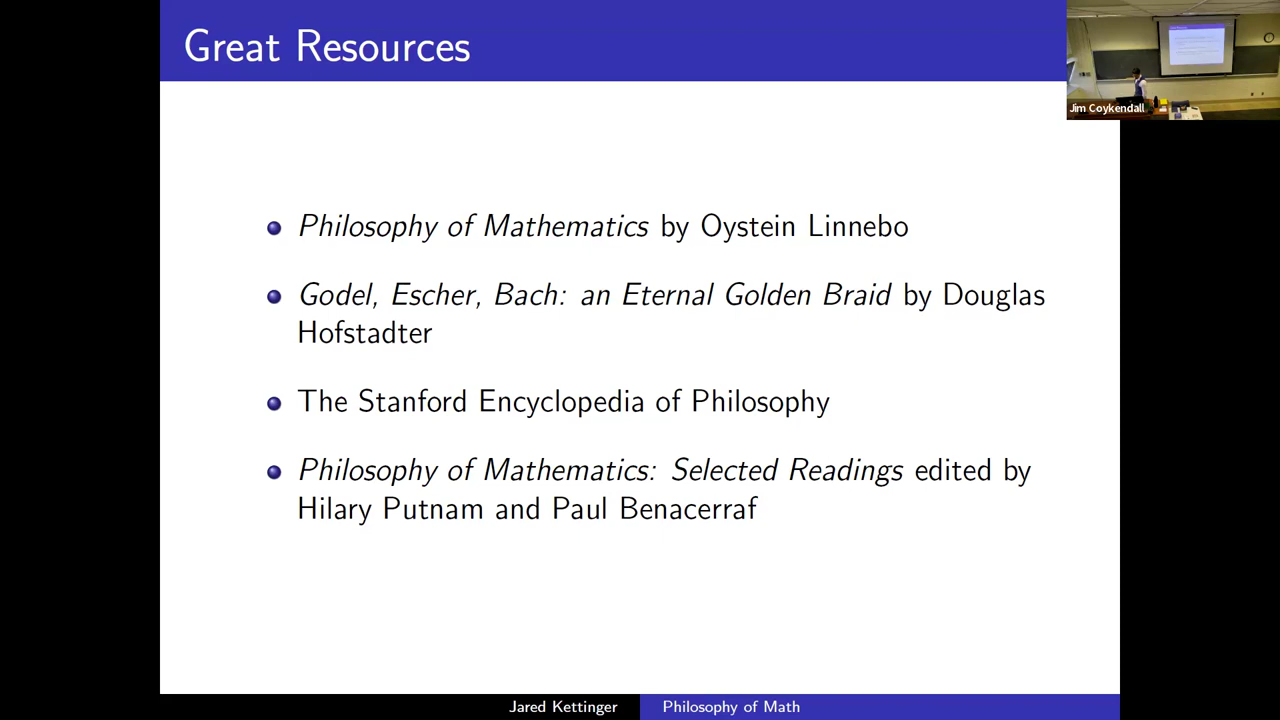 Great Resources
Jim Coykendall
Philosophy of Mathematics by Oystein Linnebo
Godel, Escher, Bach: an Eternal Golden Braid by Douglas
Hofstadter
The Stanford Encyclopedia of Philosophy
Philosophy of Mathematics: Selected Readings edited by
Hilary Putnam and Paul Benacerraf
Jared Kettinger
Philosophy of Math